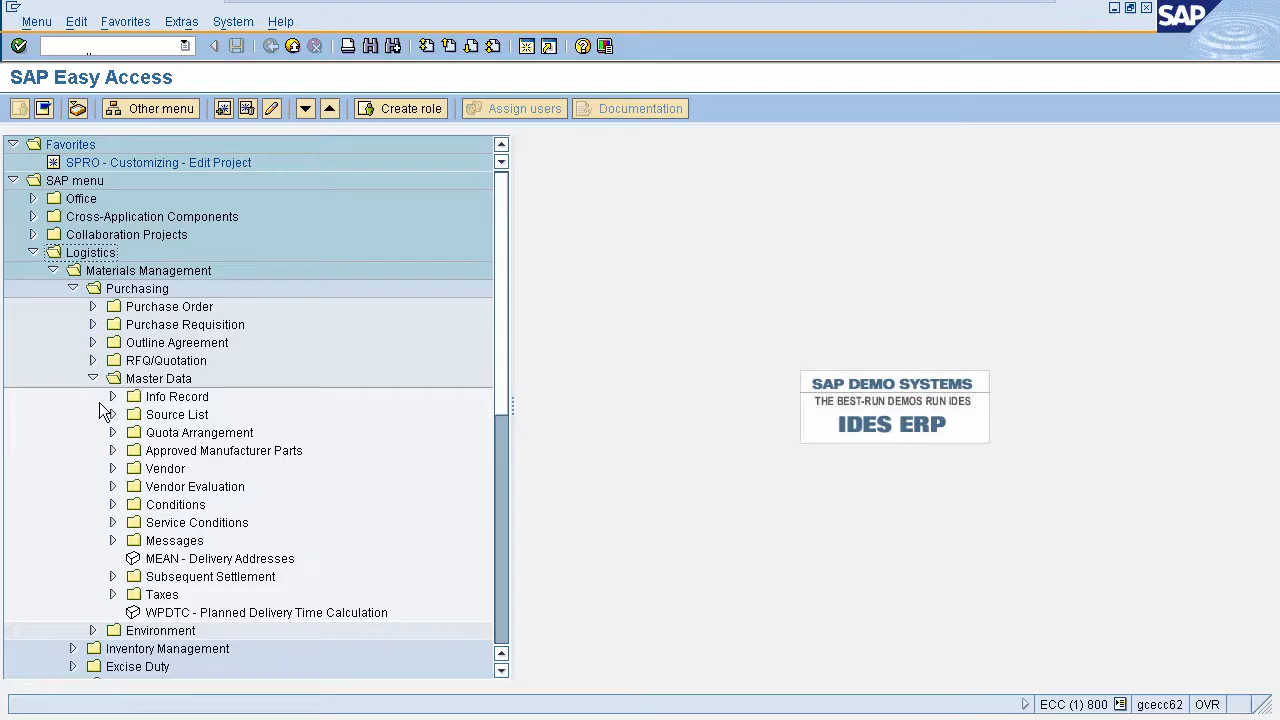 Menu Edit Favorites Extras System Help
SAP
SAP Easy Access
Other menu Create role Assign users Documentation
Favorites
SPRO - Customizing - Edit Project
SAP menu
Office
Cross-Application Components
Collaboration Projects
Logistics
Materials Management
Purchasing
Purchase Order
Purchase Requisition
Outline Agreement
RFQ/Quotation
Master Data
Info Record
Source List
Quota Arrangement
Approved Manufacturer Parts
Vendor
Vendor Evaluation
Conditions
Service Conditions
Messages
MEAN - Delivery Addresses
Subsequent Settlement
Taxes
WPDTC - Planned Delivery Time Calculation
Environment
Inventory Management
Excise Duty
SAP DEMO SYSTEMS
THE BEST-RUN DEMOS RUN IDES
IDES ERP
ECC (1) 800 gcecc62 OVR